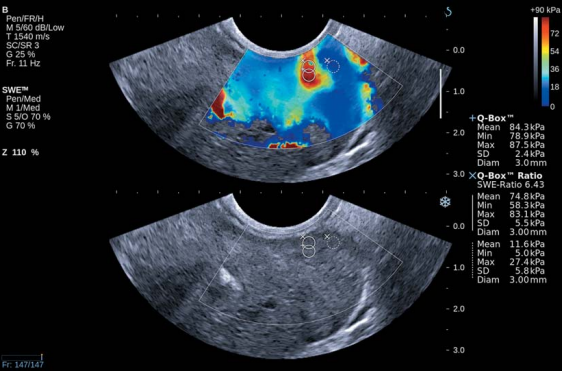 B
Pen/FR/H
M 5/60 dB/Low
T 1540 m/s
SC/SR 3
G 25 %
Fr. 11 Hz
SWE™
Pen/Med
M 1/Med
S 5/O 70 %
G 70 %
Z 110 %
+90 kPa
72
54
36
18
0
0.0
1.0
2.0
3.0
+Q-Box™
Mean 84.3kPa
Min 78.9kPa
Max 87.5kPa
SD 2.4kPa
Diam 3.0mm
×Q-Box™ Ratio
SWE-Ratio 6.43
Mean 74.8kPa
Min 58.3kPa
Max 83.1kPa
SD 5.5kPa
Diam 3.00mm
Mean 11.6kPa
Min 5.0kPa
Max 27.4kPa
SD 5.8kPa
Diam 3.00mm
0.0
1.0
2.0
3.0
Fr: 147/147